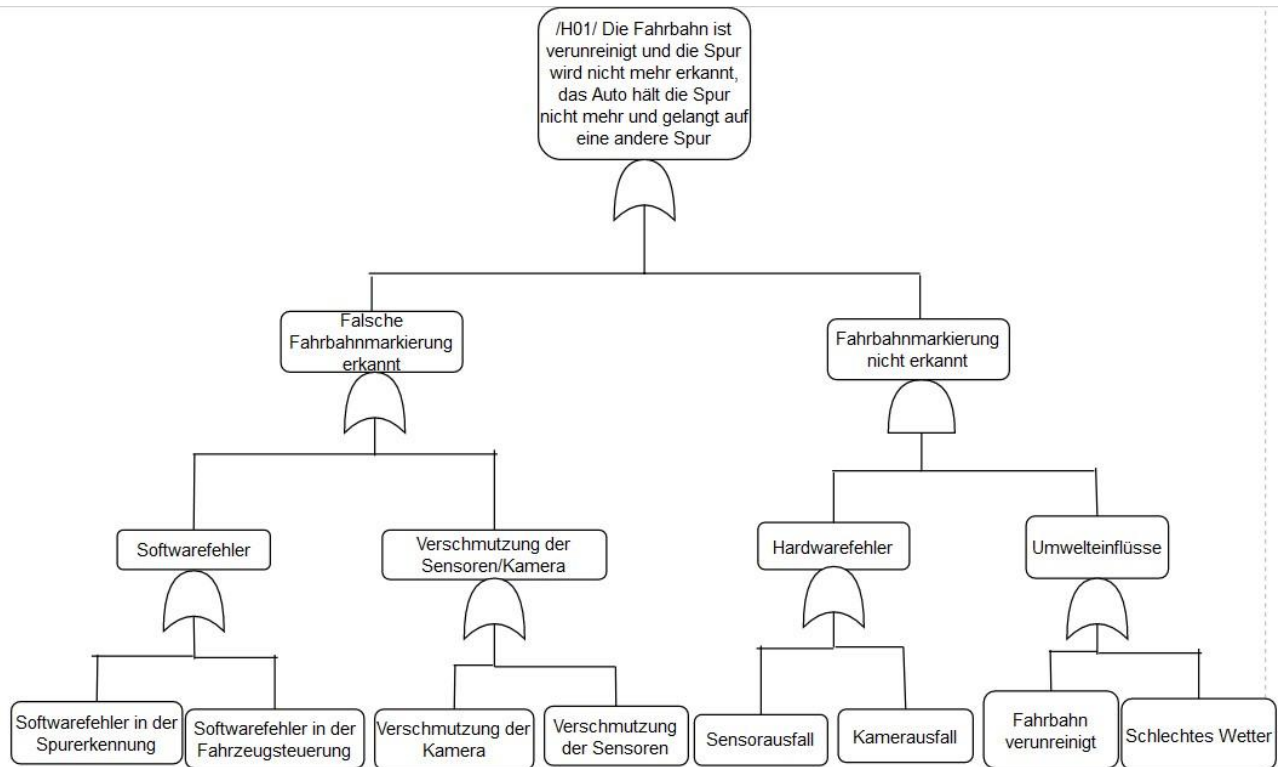 /H01/ Die Fahrbahn ist
verunreinigt und die Spur
wird nicht mehr erkannt,
das Auto hält die Spur
nicht mehr und gelangt auf
eine andere Spur
Falsche
Fahrbahnmarkierung
erkannt
Fahrbahnmarkierung
nicht erkannt
Softwarefehler
Verschmutzung der
Sensoren/Kamera
Hardwarefehler
Umwelteinflüsse
Softwarefehler in der
Spurerkennung
Softwarefehler in der
Fahrzeugsteuerung
Verschmutzung der
Kamera
Verschmutzung
der Sensoren
Sensorausfall
Kamerausfall
Fahrbahn
verunreinigt
Schlechtes Wetter